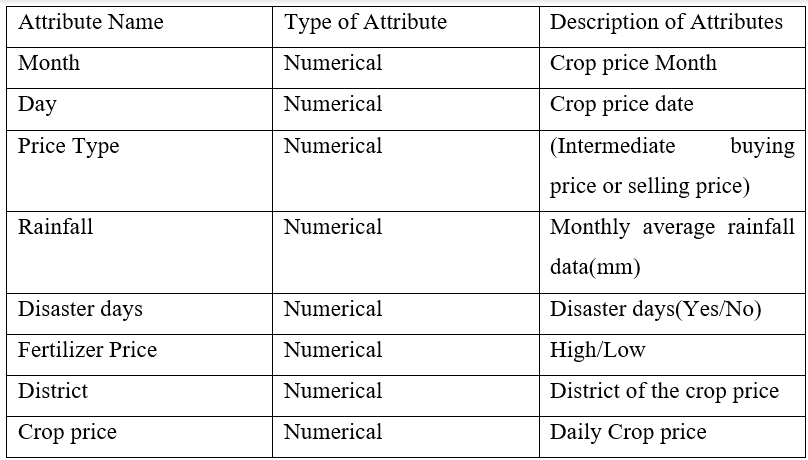 Attribute Name Type of Attribute Description of Attributes
Month Numerical Crop price Month
Day Numerical Crop price date
Price Type Numerical (Intermediate buying
price or selling price)
Rainfall Numerical Monthly average rainfall
data(mm)
Disaster days Numerical Disaster days(Yes/No)
Fertilizer Price Numerical High/Low
District Numerical District of the crop price
Crop price Numerical Daily Crop price